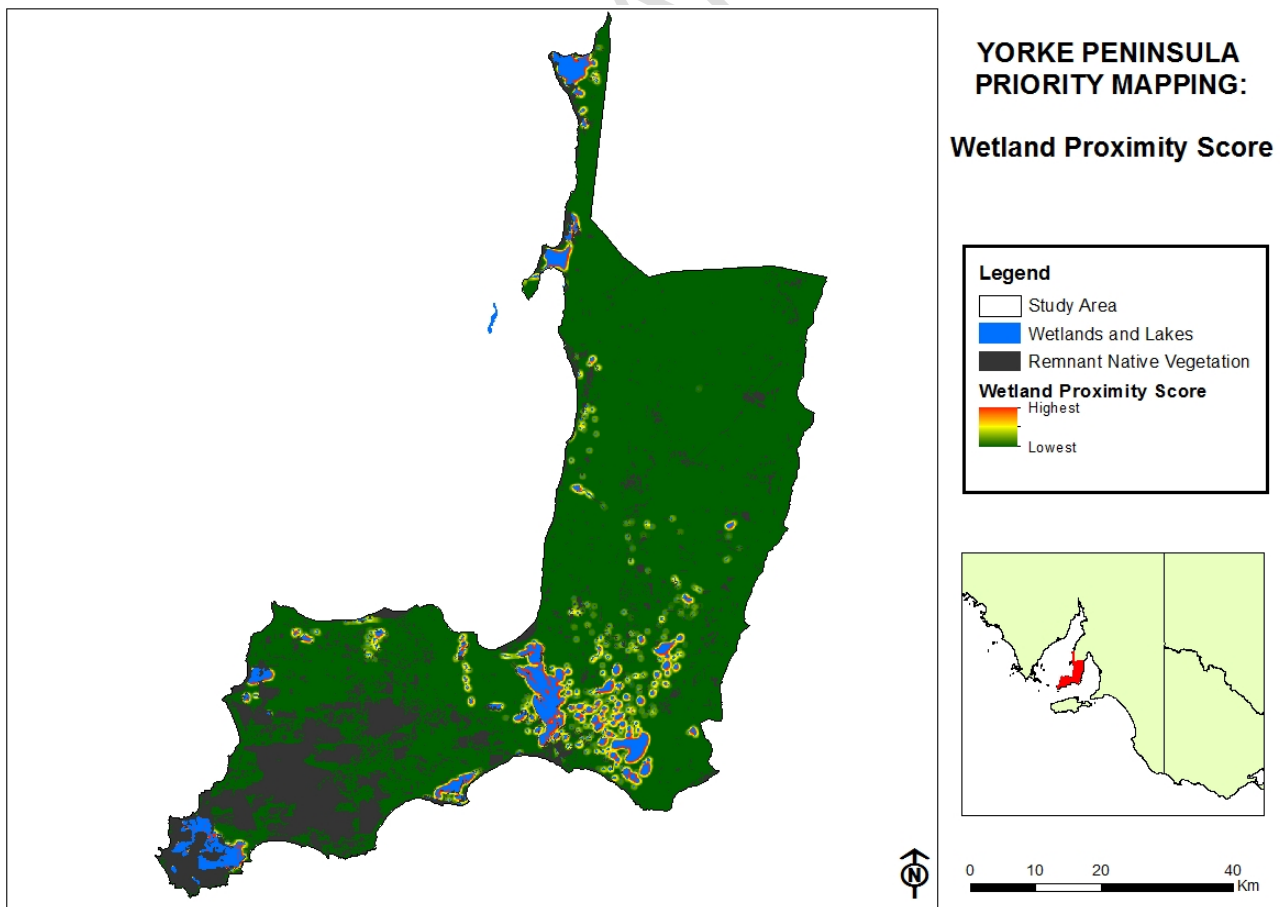 YORKE PENINSULA
PRIORITY MAPPING:
Wetland Proximity Score
Legend
Study Area
Wetlands and Lakes
Remnant Native Vegetation
Wetland Proximity Score
Highest
Lowest
N
0 10 20 40
Km